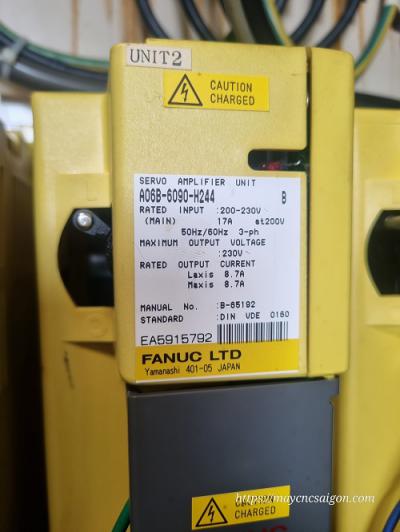 UNIT2
CAUTION
CHARGED
SERVO AMPLIFIER UNIT
A06B-6090-H244 B
RATED INPUT :200-230V
(MAIN) 17A at200V
50Hz/60Hz 3-ph
MAXIMUM OUTPUT VOLTAGE
:230V
RATED OUTPUT CURRENT
Laxis 8.7A
Maxis 8.7A
MANUAL No. :B-65192
STANDARD :DIN VDE 0160
EA5915792
FANUC LTD
Yamanashi 401-05 JAPAN
CAUTION
CHARGED
https://maycncsaigon.com/